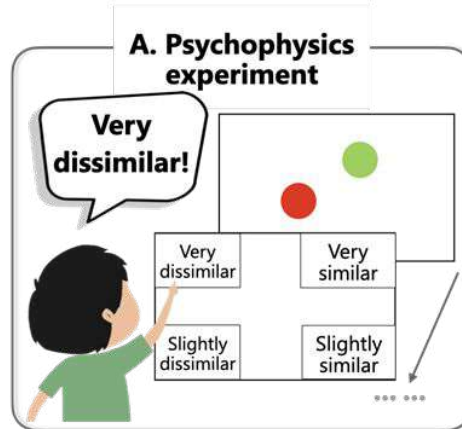 A. Psychophysics
experiment
Very
dissimilar!
Very
dissimilar
Very
similar
Slightly
dissimilar
Slightly
similar